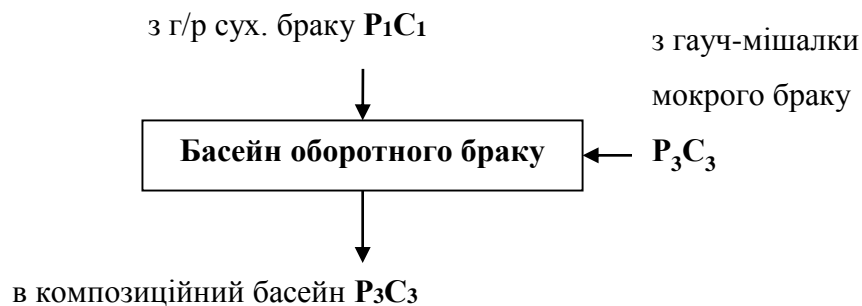 з г/р сух. браку P₁C₁
з гауч-мішалки
мокрого браку
Басейн оборотного браку
P₃C₃
в композиційний басейн P₃C₃